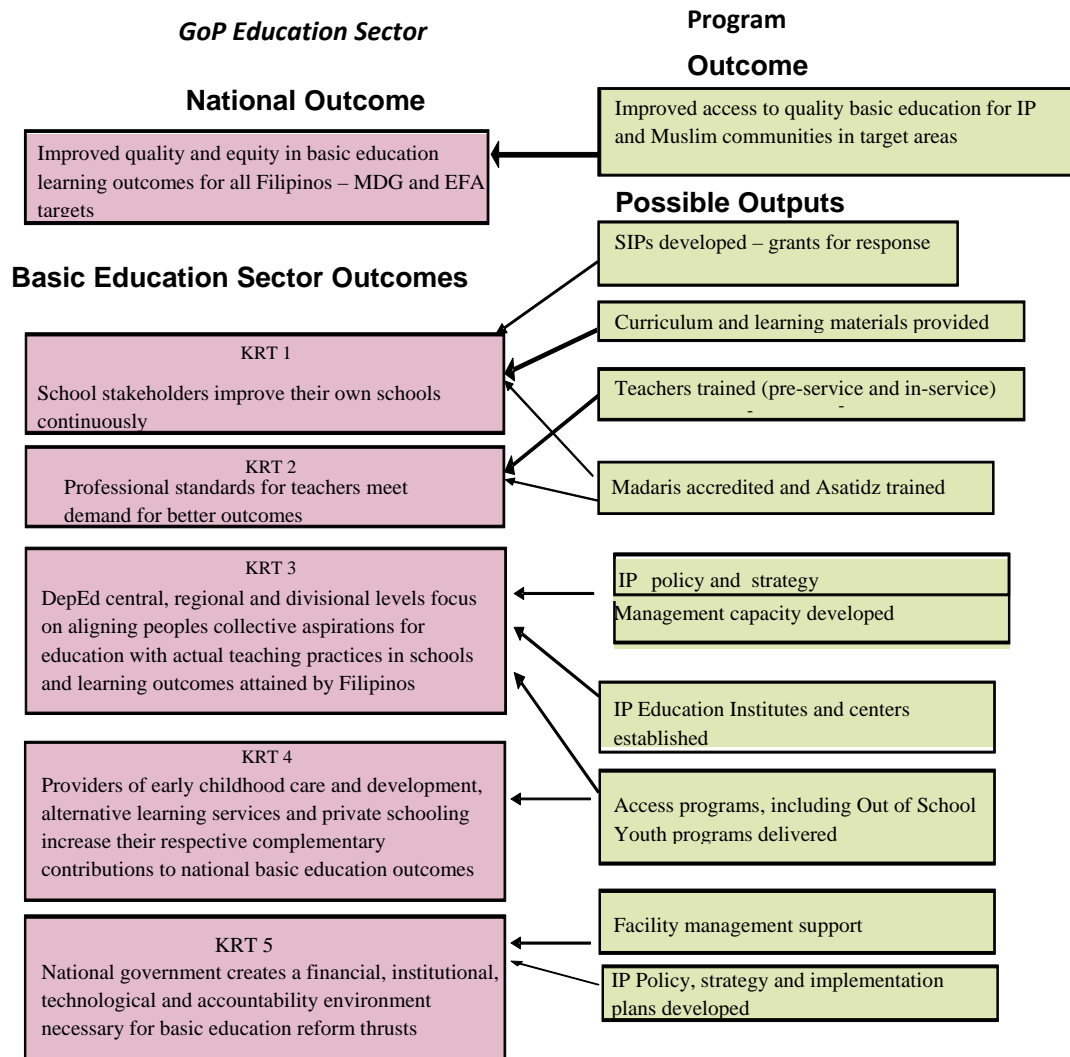 GoP Education Sector
National Outcome
Improved quality and equity in basic education
learning outcomes for all Filipinos – MDG and EFA
targets
Basic Education Sector Outcomes
KRT 1
School stakeholders improve their own schools
continuously
KRT 2
Professional standards for teachers meet
demand for better outcomes
KRT 3
DepEd central, regional and divisional levels focus
on aligning peoples collective aspirations for
education with actual teaching practices in schools
and learning outcomes attained by Filipinos
KRT 4
Providers of early childhood care and development,
alternative learning services and private schooling
increase their respective complementary
contributions to national basic education outcomes
KRT 5
National government creates a financial, institutional,
technological and accountability environment
necessary for basic education reform thrusts
Program
Outcome
Improved access to quality basic education for IP
and Muslim communities in target areas
Possible Outputs
SIPs developed – grants for response
Curriculum and learning materials provided
Teachers trained (pre-service and in-service)
Madaris accredited and Asatidz trained
IP policy and strategy
Management capacity developed
IP Education Institutes and centers
established
Access programs, including Out of School
Youth programs delivered
Facility management support
IP Policy, strategy and implementation
plans developed